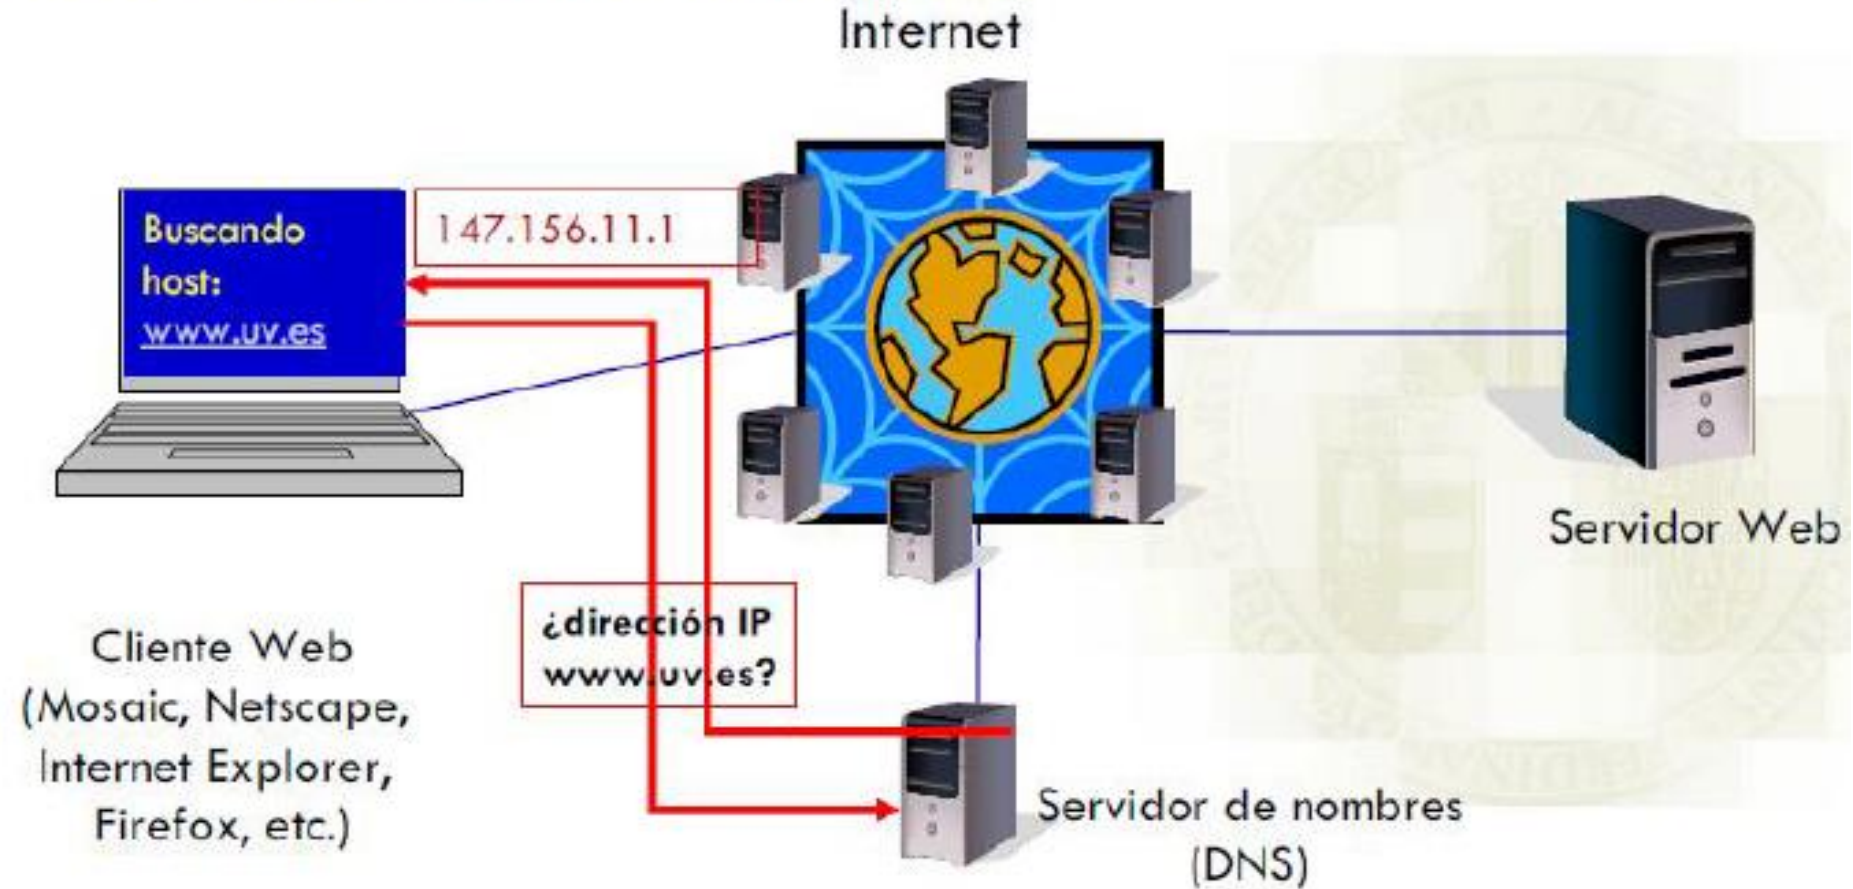 Internet
Buscando
host:
www.uv.es
147.156.11.1
¿dirección IP
www.uv.es?
Servidor Web
Cliente Web
(Mosaic, Netscape,
Internet Explorer,
Firefox, etc.)
Servidor de nombres
(DNS)